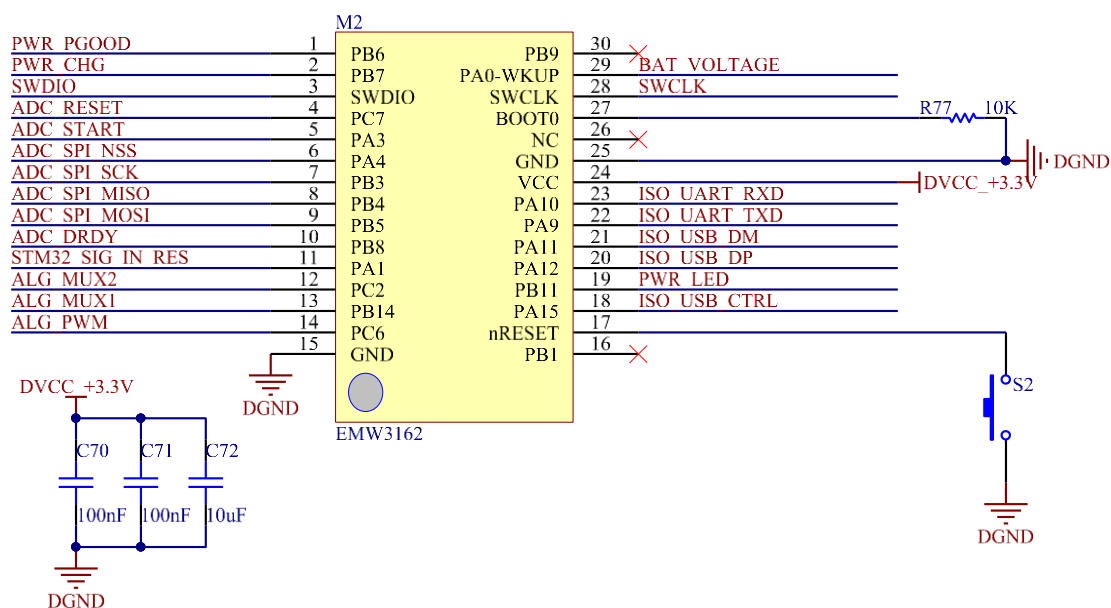 M2
PWR_PGOOD 1 PB6 PB9 30
PWR_CHG 2 PB7 PA0-WKUP 29 BAT_VOLTAGE
SWDIO 3 SWDIO SWCLK 28 SWCLK
ADC_RESET 4 PC7 BOOT0 27 R77 10K
ADC_START 5 PA3 NC 26
ADC_SPI_NSS 6 PA4 GND 25 DGND
ADC_SPI_SCK 7 PB3 VCC 24 DVCC_+3.3V
ADC_SPI_MISO 8 PB4 PA10 23 ISO_UART_RXD
ADC_SPI_MOSI 9 PB5 PA9 22 ISO_UART_TXD
ADC_DRDY 10 PB8 PA11 21 ISO_USB_DM
STM32_SIG_IN_RES 11 PA1 PA12 20 ISO_USB_DP
ALG_MUX2 12 PC2 PB11 19 PWR_LED
ALG_MUX1 13 PB14 PA15 18 ISO_USB_CTRL
ALG_PWM 14 PC6 nRESET 17
15 GND PB1 16
DGND
EMW3162
S2
DGND
DVCC_+3.3V
C70 C71 C72
100nF 100nF 10uF
DGND